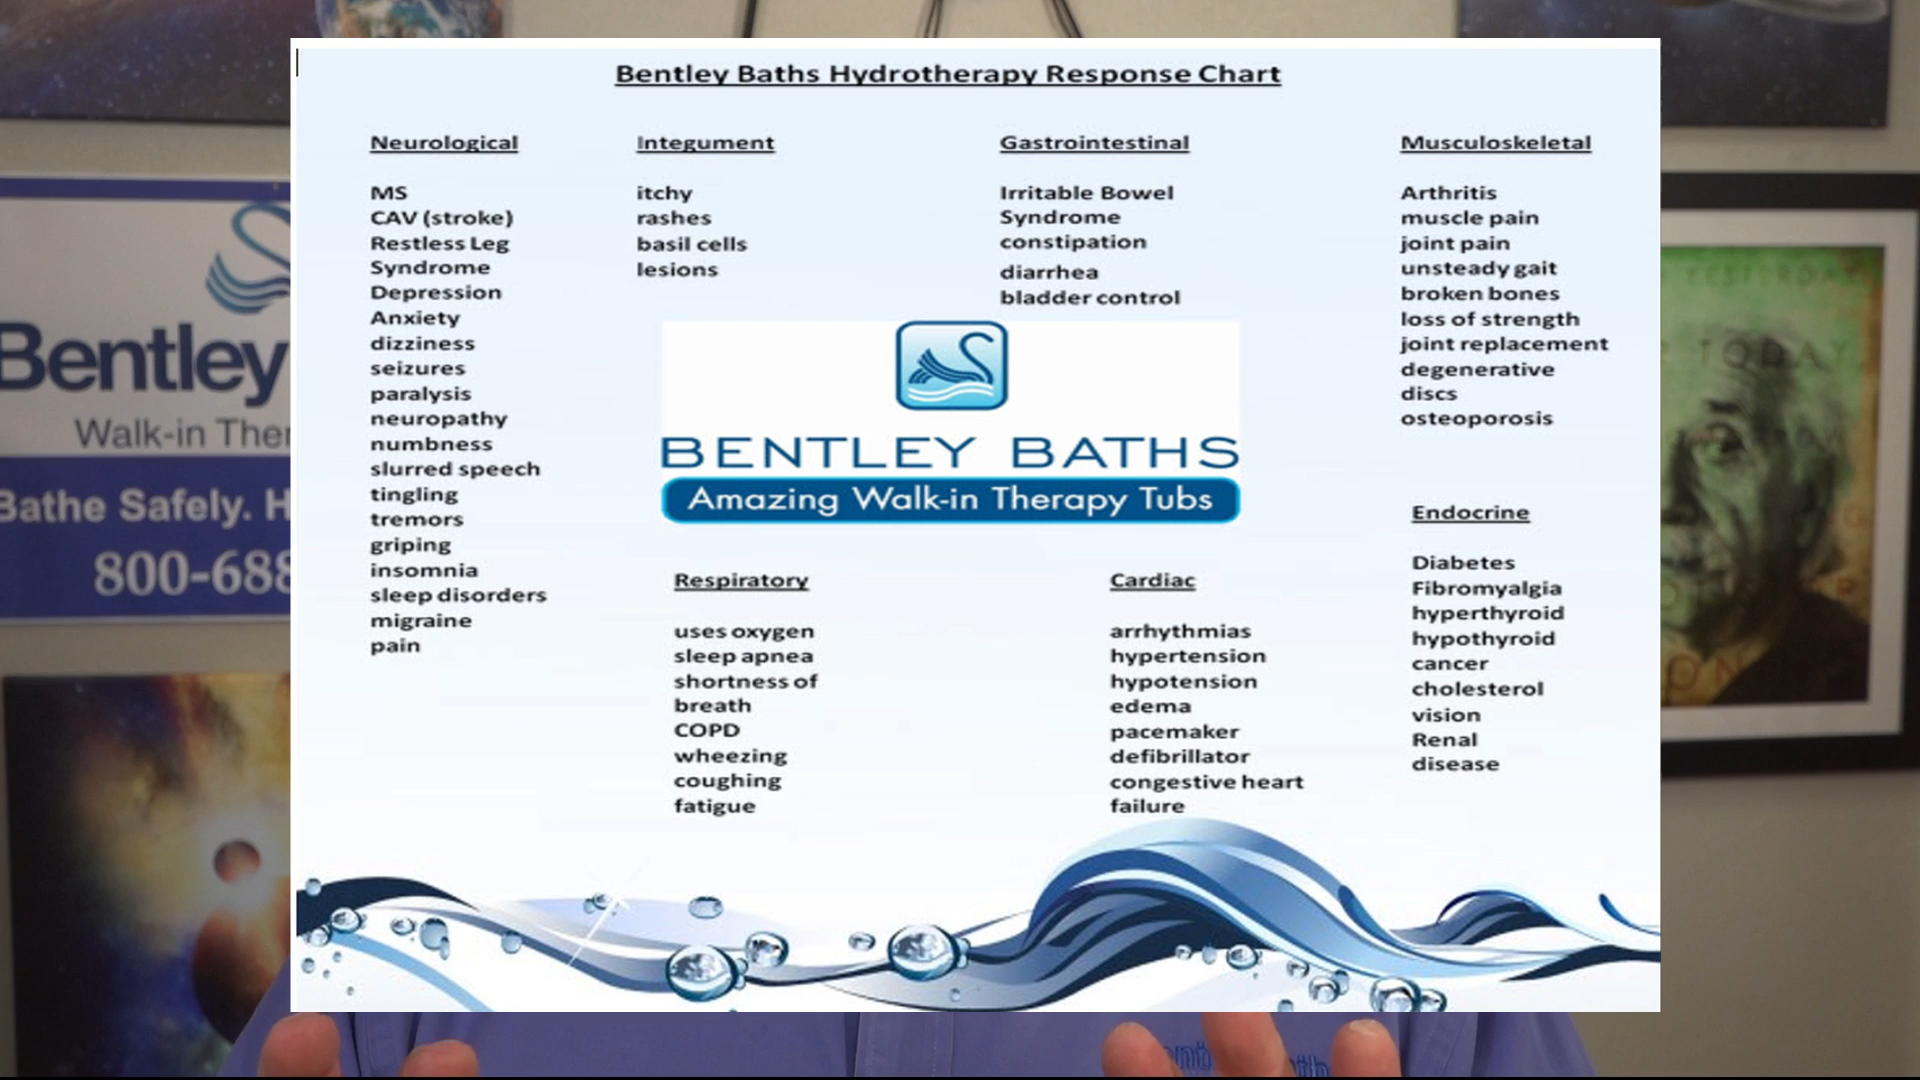 Bentley Baths Hydrotherapy Response Chart
Neurological
MS
CAV (stroke)
Restless Leg
Syndrome
Depression
Anxiety
dizziness
seizures
paralysis
neuropathy
numbness
slurred speech
tingling
tremors
griping
insomnia
sleep disorders
migraine
pain
Integument
itchy
rashes
basil cells
lesions
Gastrointestinal
Irritable Bowel
Syndrome
constipation
diarrhea
bladder control
Musculoskeletal
Arthritis
muscle pain
joint pain
unsteady gait
broken bones
loss of strength
joint replacement
degenerative
discs
osteoporosis
BENTLEY BATHS
Amazing Walk-in Therapy Tubs
Respiratory
uses oxygen
sleep apnea
shortness of
breath
COPD
wheezing
coughing
fatigue
Cardiac
arrhythmias
hypertension
hypotension
edema
pacemaker
defibrillator
congestive heart
failure
Endocrine
Diabetes
Fibromyalgia
hyperthyroid
hypothyroid
cancer
cholesterol
vision
Renal
disease
Bentley
Walk-in Ther
Bathe Safely. H
800-688
YESTERDAY
TODAY